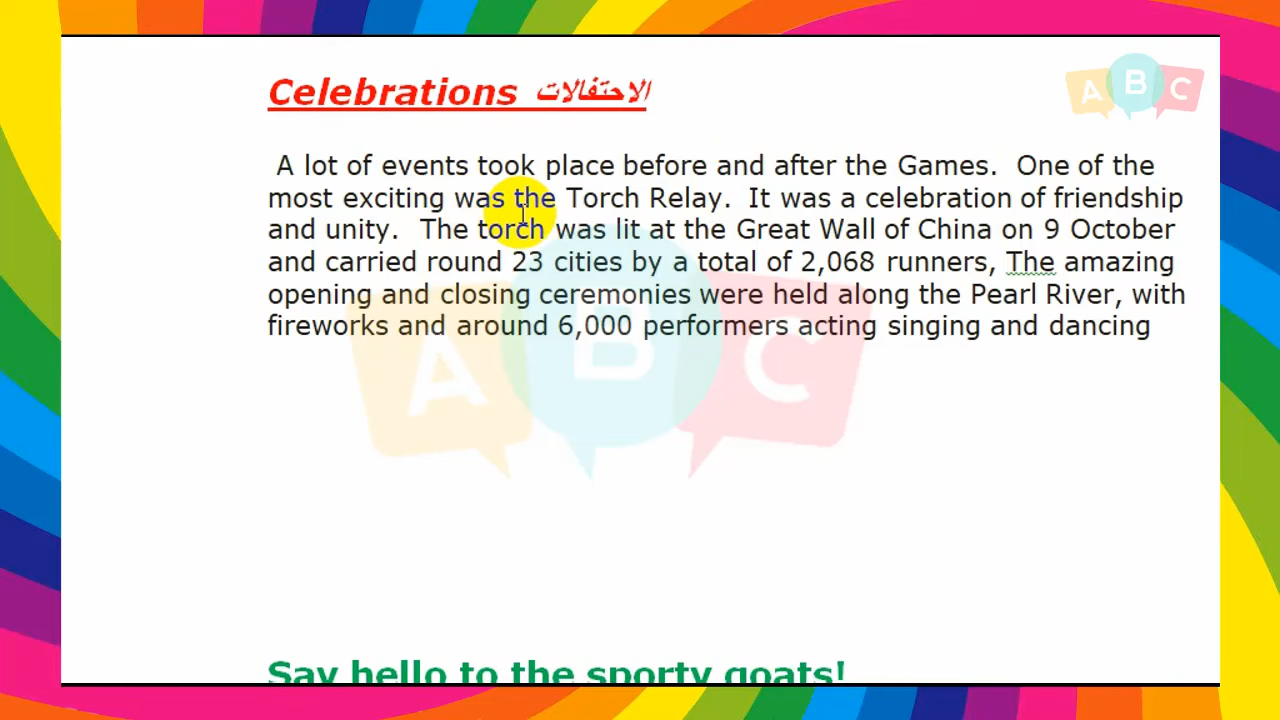 Celebrations الاحتفالات
A B C
A lot of events took place before and after the Games. One of the
most exciting was the Torch Relay. It was a celebration of friendship
and unity. The torch was lit at the Great Wall of China on 9 October
and carried round 23 cities by a total of 2,068 runners, The amazing
opening and closing ceremonies were held along the Pearl River, with
fireworks and around 6,000 performers acting singing and dancing
A B C
Say hello to the sporty goats!